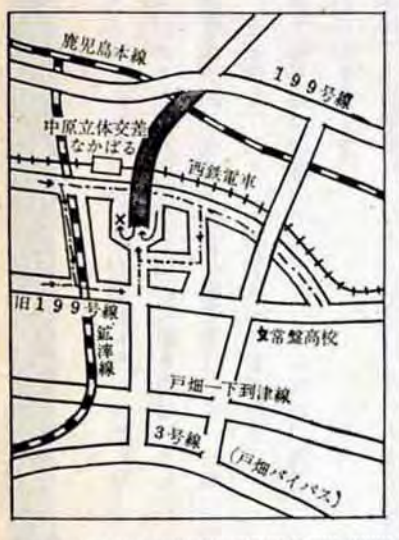 鹿児島本線
199号線
中原立体交差
なかばる
西鉄電車
旧199号線
鉱滓線
常盤高校
戸畑一下到津線
3号線
(戸畑バイパス)